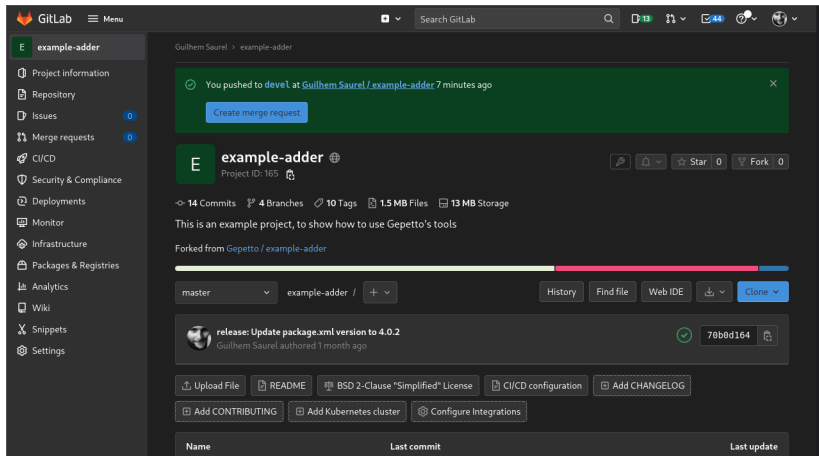 GitLab Menu Search GitLab 13 44
E example-adder
Project information
Repository
Issues 0
Merge requests 0
CI/CD
Security & Compliance
Deployments
Monitor
Infrastructure
Packages & Registries
Analytics
Wiki
Snippets
Settings
Guilhem Saurel > example-adder
You pushed to devel at Guilhem Saurel / example-adder 7 minutes ago
Create merge request
E example-adder
Project ID: 165
Star 0 Fork 0
14 Commits 4 Branches 10 Tags 1.5 MB Files 13 MB Storage
This is an example project, to show how to use Gepetto's tools
Forked from Gepetto / example-adder
master example-adder / + History Find file Web IDE Clone
release: Update package.xml version to 4.0.2
Guilhem Saurel authored 1 month ago
70b0d164
Upload File README BSD 2-Clause "Simplified" License CI/CD configuration Add CHANGELOG
Add CONTRIBUTING Add Kubernetes cluster Configure Integrations
Name Last commit Last update